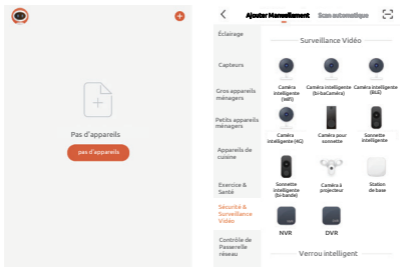 Pas d'appareils
pas d'appareils
Ajouter Manuellement Scan automatique
Éclairage
Capteurs
Gros appareils
ménagers
Petits appareils
ménagers
Appareils de
cuisine
Exercice &
Santé
Sécurité &
Surveillance
Vidéo
Contrôle de
Passerelle
réseau
Surveillance Vidéo
Caméra
intelligente
(wifi)
Caméra intelligente
(bi-baCaméra)
Caméra intelligente
(BLE)
Caméra
intelligente (4G)
Caméra pour
sonnette
Sonnette
intelligente
Sonnette
intelligente
(bi-bande)
Caméra à
projecteur
Station
de base
NVR
DVR
Verrou intelligent